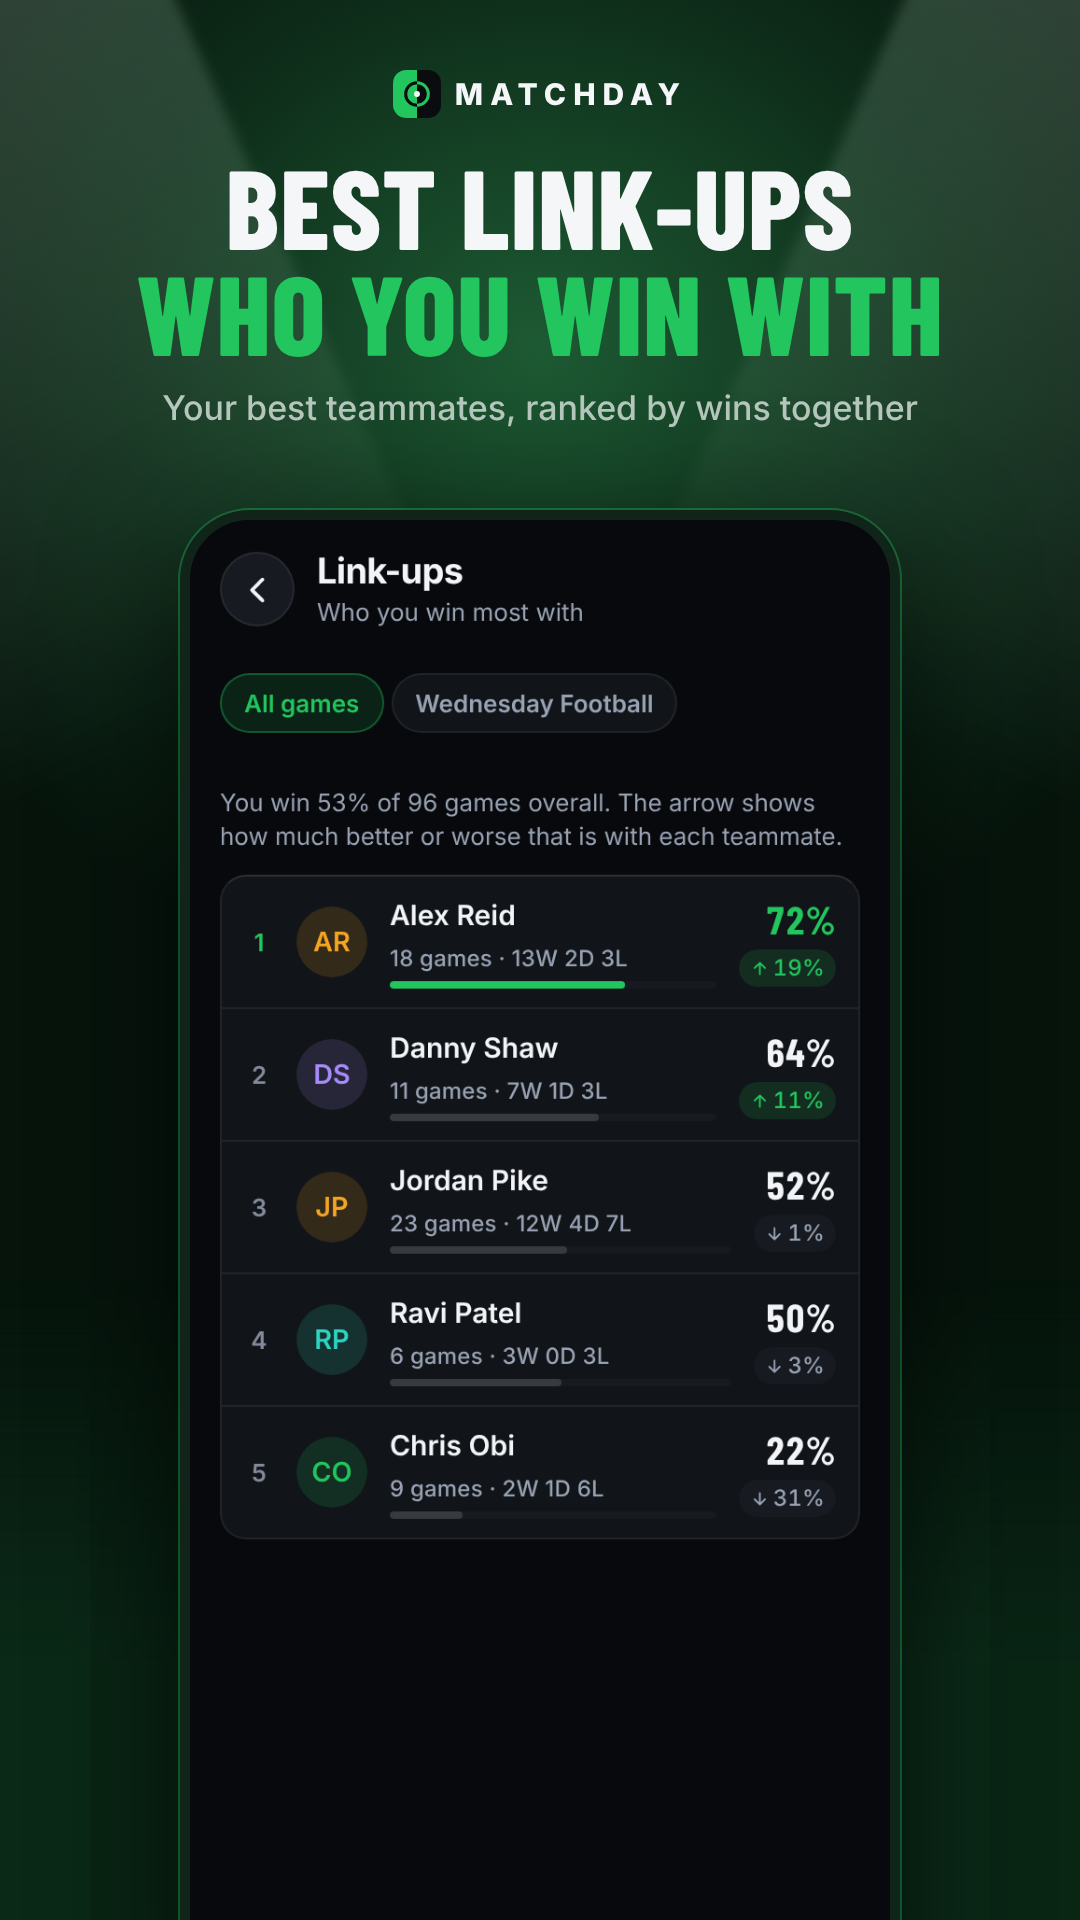 MATCHDAY
BEST LINK-UPS
WHO YOU WIN WITH
Your best teammates, ranked by wins together
Link-ups
Who you win most with
All games
Wednesday Football
You win 53% of 96 games overall. The arrow shows
how much better or worse that is with each teammate.
1
AR
Alex Reid
18 games · 13W 2D 3L
72%
↑ 19%
2
DS
Danny Shaw
11 games · 7W 1D 3L
64%
↑ 11%
3
JP
Jordan Pike
23 games · 12W 4D 7L
52%
↓ 1%
4
RP
Ravi Patel
6 games · 3W 0D 3L
50%
↓ 3%
5
CO
Chris Obi
9 games · 2W 1D 6L
22%
↓ 31%